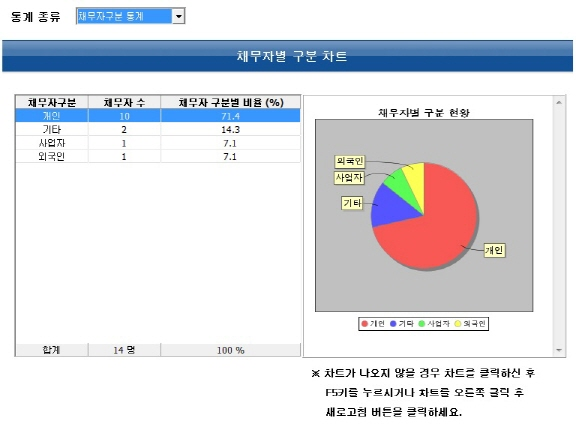 통계 종류 채무자구분 통계
채무자별 구분 차트
채무자구분 채무자 수 채무자 구분별 비율 (%)
개인 10 71.4
기타 2 14.3
사업자 1 7.1
외국인 1 7.1
합계 14 명 100 %
채무자별 구분 현황
외국인
사업자
기타
개인
개인 기타 사업자 외국인
※ 차트가 나오지 않을 경우 차트를 클릭하신 후
F5키를 누르시거나 차트를 오른쪽 클릭 후
새로고침 버튼을 클릭하세요.